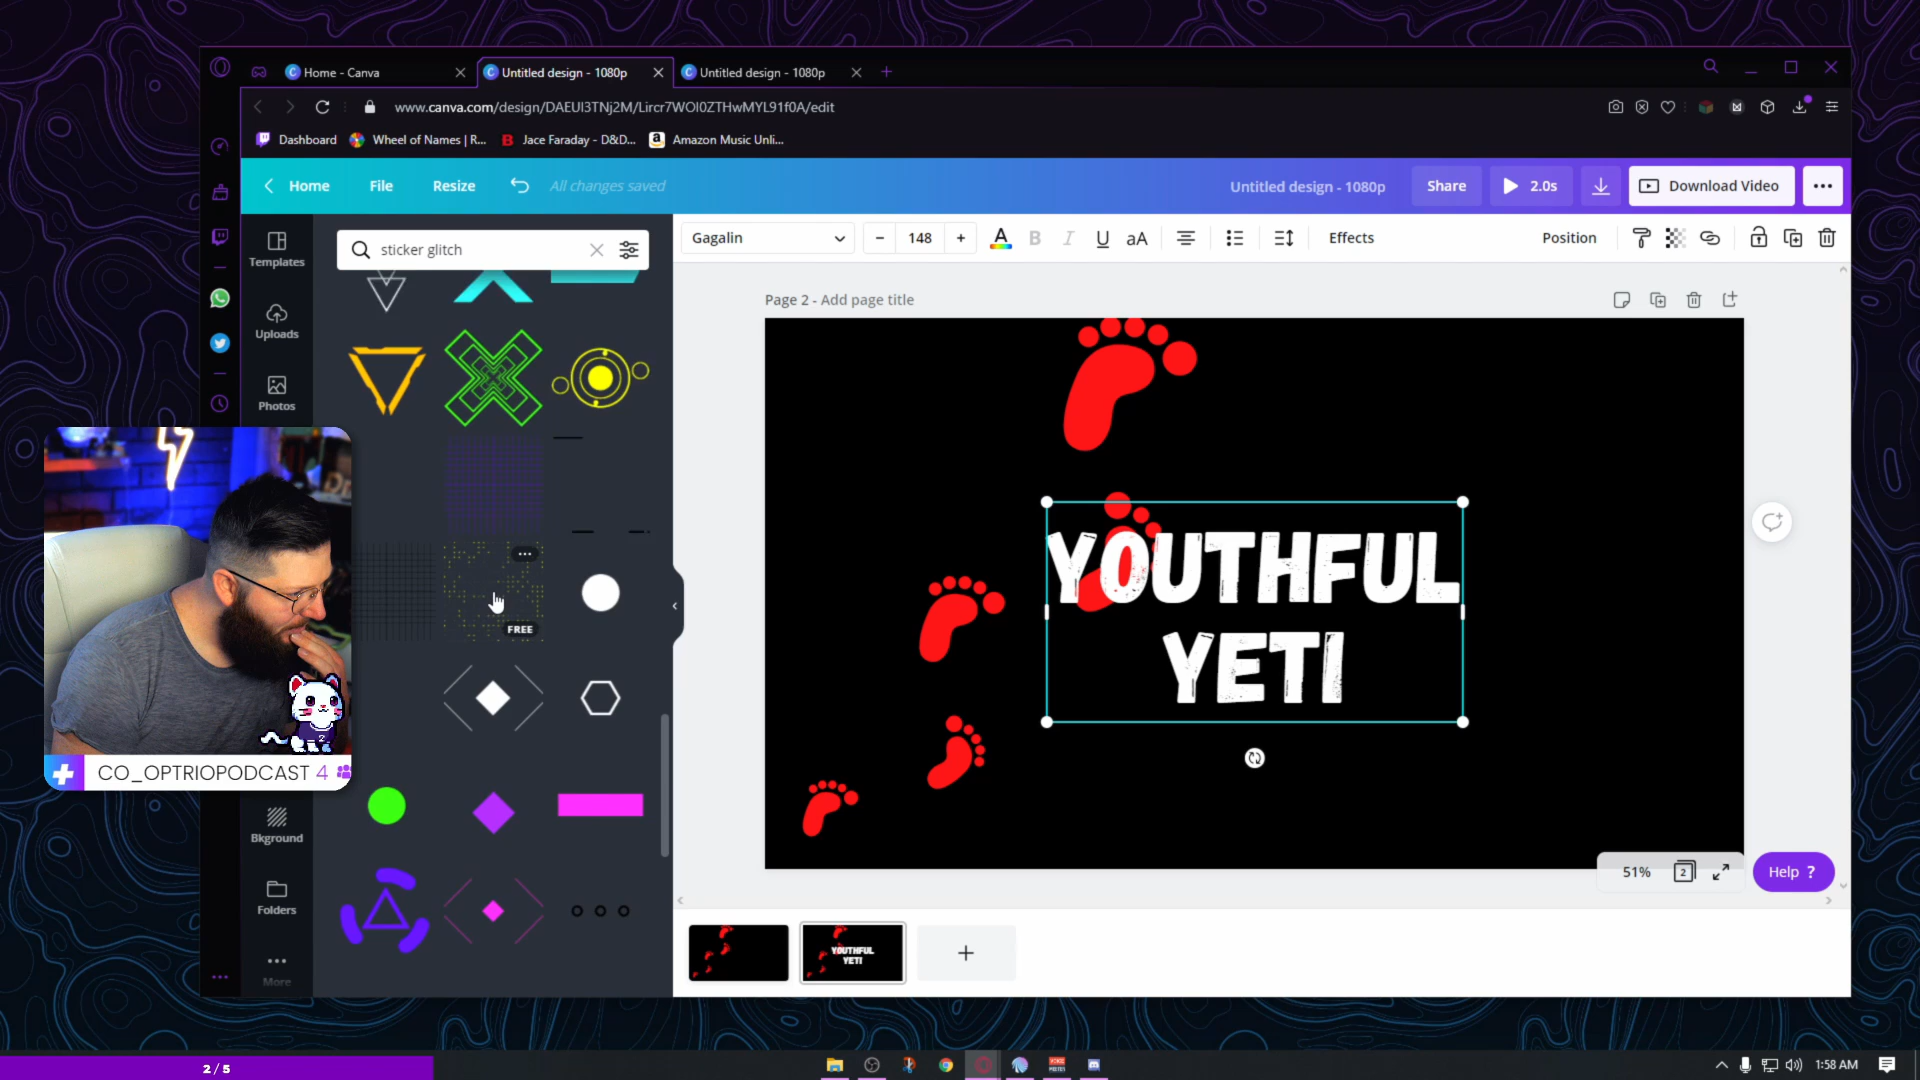 Home - Canva
Untitled design - 1080p
Untitled design - 1080p
www.canva.com/design/DAEUI3TNj2M/Lircr7WOI0ZTHwMYL91f0A/edit
Dashboard
Wheel of Names | R...
Jace Faraday - D&D...
Amazon Music Unli...
Home
File
Resize
All changes saved
Untitled design - 1080p
Share
2.0s
Download Video
Templates
Uploads
Photos
Bkground
Folders
More
sticker glitch
FREE
Gagalin
148
A
B
I
U
aA
Effects
Position
Page 2 - Add page title
YOUTHFUL
YETI
51%
2
Help ?
YOUTHFUL
YETI
CO_OPTRIOPODCAST 4
2 / 5
1:58 AM